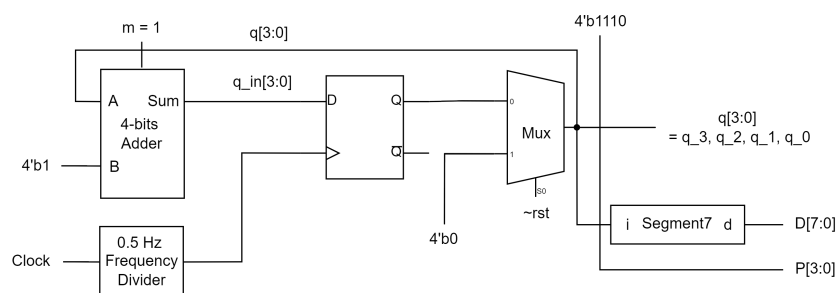 4'b1110
m = 1
q[3:0]
q_in[3:0]
A
Sum
D
Q
0
4-bits
Adder
Mux
q[3:0]
= q_3, q_2, q_1, q_0
Q
1
4'b1
B
S0
~rst
i
Segment7
d
D[7:0]
4'b0
0.5 Hz
Clock
Frequency
P[3:0]
Divider